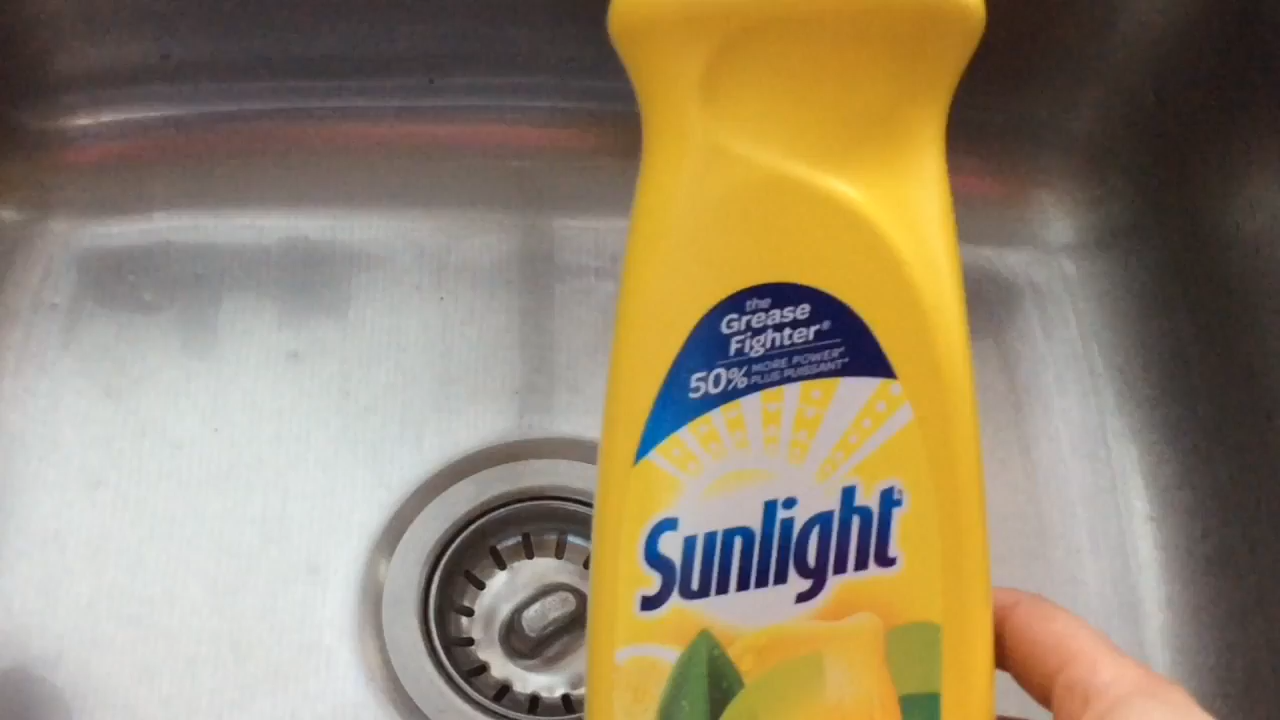 the
Grease
Fighter®
50% MORE POWER*
PLUS PUISSANT*
Sunlight